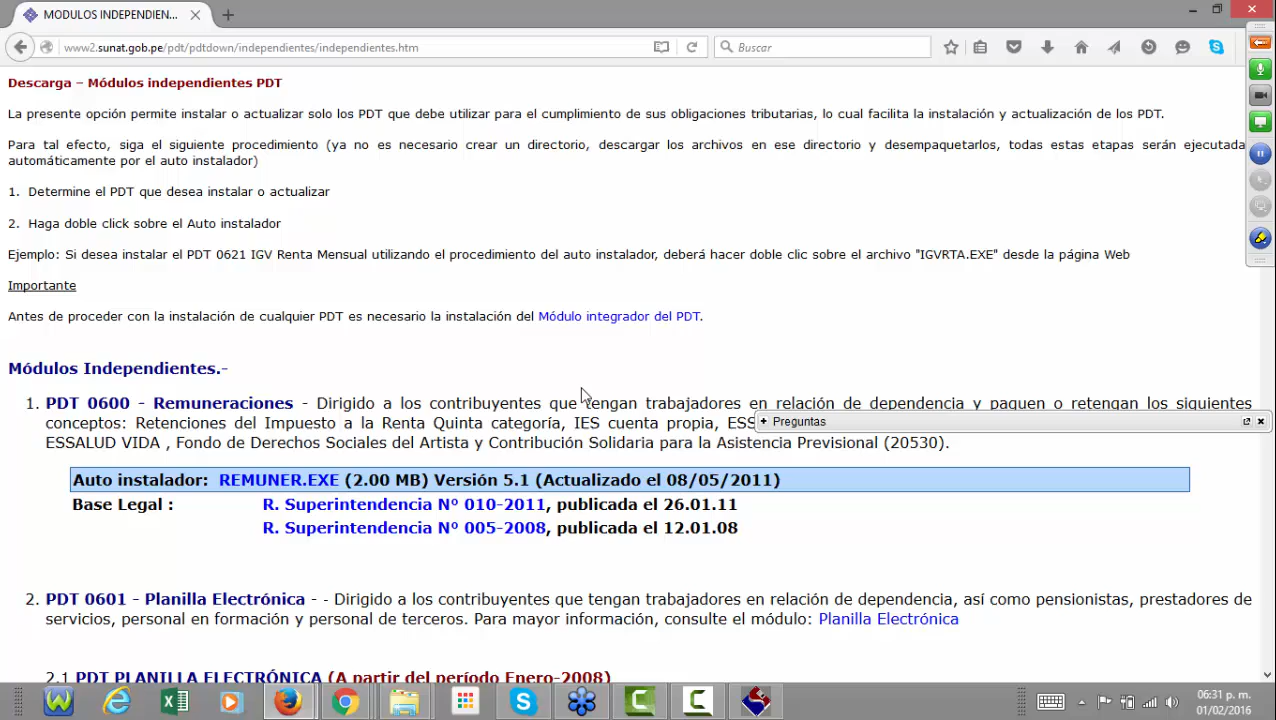 MODULOS INDEPENDIEN...
www2.sunat.gob.pe/pdt/pdtdown/independientes/independientes.htm
Buscar
Descarga – Módulos independientes PDT
La presente opción permite instalar o actualizar solo los PDT que debe utilizar para el cumplimiento de sus obligaciones tributarias, lo cual facilita la instalación y actualización de los PDT.
Para tal efecto, siga el siguiente procedimiento (ya no es necesario crear un directorio, descargar los archivos en ese directorio y desempaquetarlos, todas estas etapas serán ejecutada
automáticamente por el auto instalador)
1. Determine el PDT que desea instalar o actualizar
2. Haga doble click sobre el Auto instalador
Ejemplo: Si desea instalar el PDT 0621 IGV Renta Mensual utilizando el procedimiento del auto instalador, deberá hacer doble clic sobre el archivo "IGVRTA.EXE" desde la página Web
Importante
Antes de proceder con la instalación de cualquier PDT es necesario la instalación del Módulo integrador del PDT.
Módulos Independientes.-
1. PDT 0600 - Remuneraciones - Dirigido a los contribuyentes que tengan trabajadores en relación de dependencia y paguen o retengan los siguientes
conceptos: Retenciones del Impuesto a la Renta Quinta categoría, IES cuenta propia, ESS
Preguntas
ESSALUD VIDA , Fondo de Derechos Sociales del Artista y Contribución Solidaria para la Asistencia Previsional (20530).
Auto instalador: REMUNER.EXE (2.00 MB) Versión 5.1 (Actualizado el 08/05/2011)
Base Legal : R. Superintendencia Nº 010-2011, publicada el 26.01.11
R. Superintendencia Nº 005-2008, publicada el 12.01.08
2. PDT 0601 - Planilla Electrónica - - Dirigido a los contribuyentes que tengan trabajadores en relación de dependencia, así como pensionistas, prestadores de
servicios, personal en formación y personal de terceros. Para mayor información, consulte el módulo: Planilla Electrónica
2.1 PDT PLANILLA ELECTRÓNICA (A partir del período Enero-2008)
06:31 p. m.
01/02/2016